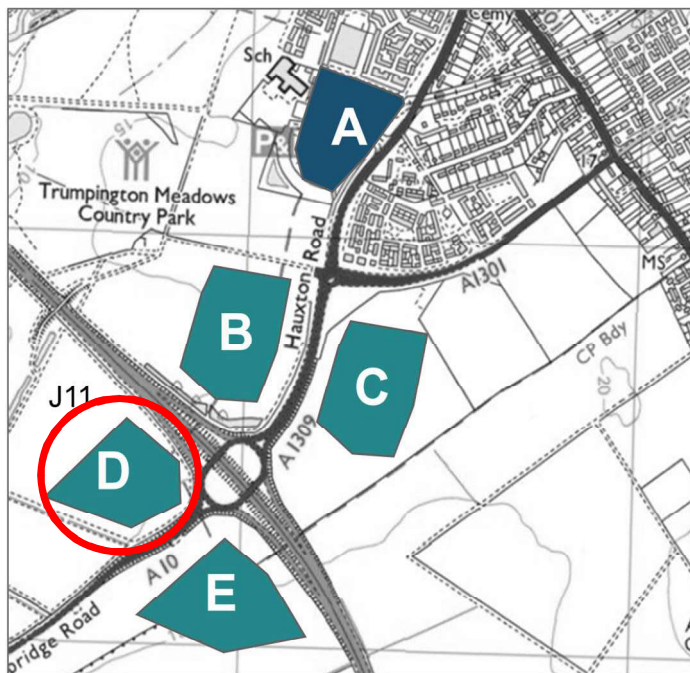 Cemy
Sch
A
P
15
17
Trumpington Meadows
Country Park
Hauxton Road
MS
A1301
B
CP Bdy
C
20
J11
A1309
D
A10
E
bridge Road